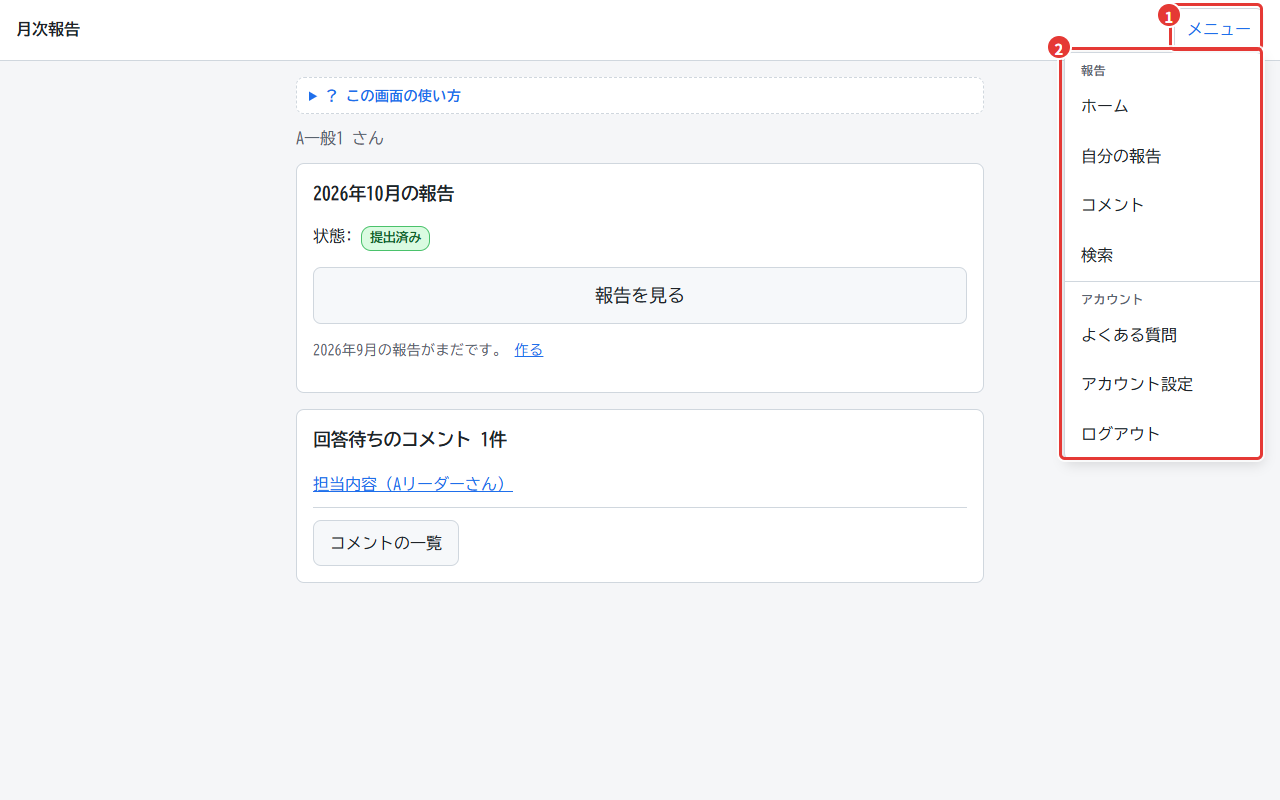 月次報告
1
メニュー
2
報告
ホーム
自分の報告
コメント
検索
アカウント
よくある質問
アカウント設定
ログアウト
▶ ? この画面の使い方
A一般1 さん
2026年10月の報告
状態: 提出済み
報告を見る
2026年9月の報告がまだです。 作る
回答待ちのコメント 1件
担当内容（Aリーダーさん）
コメントの一覧